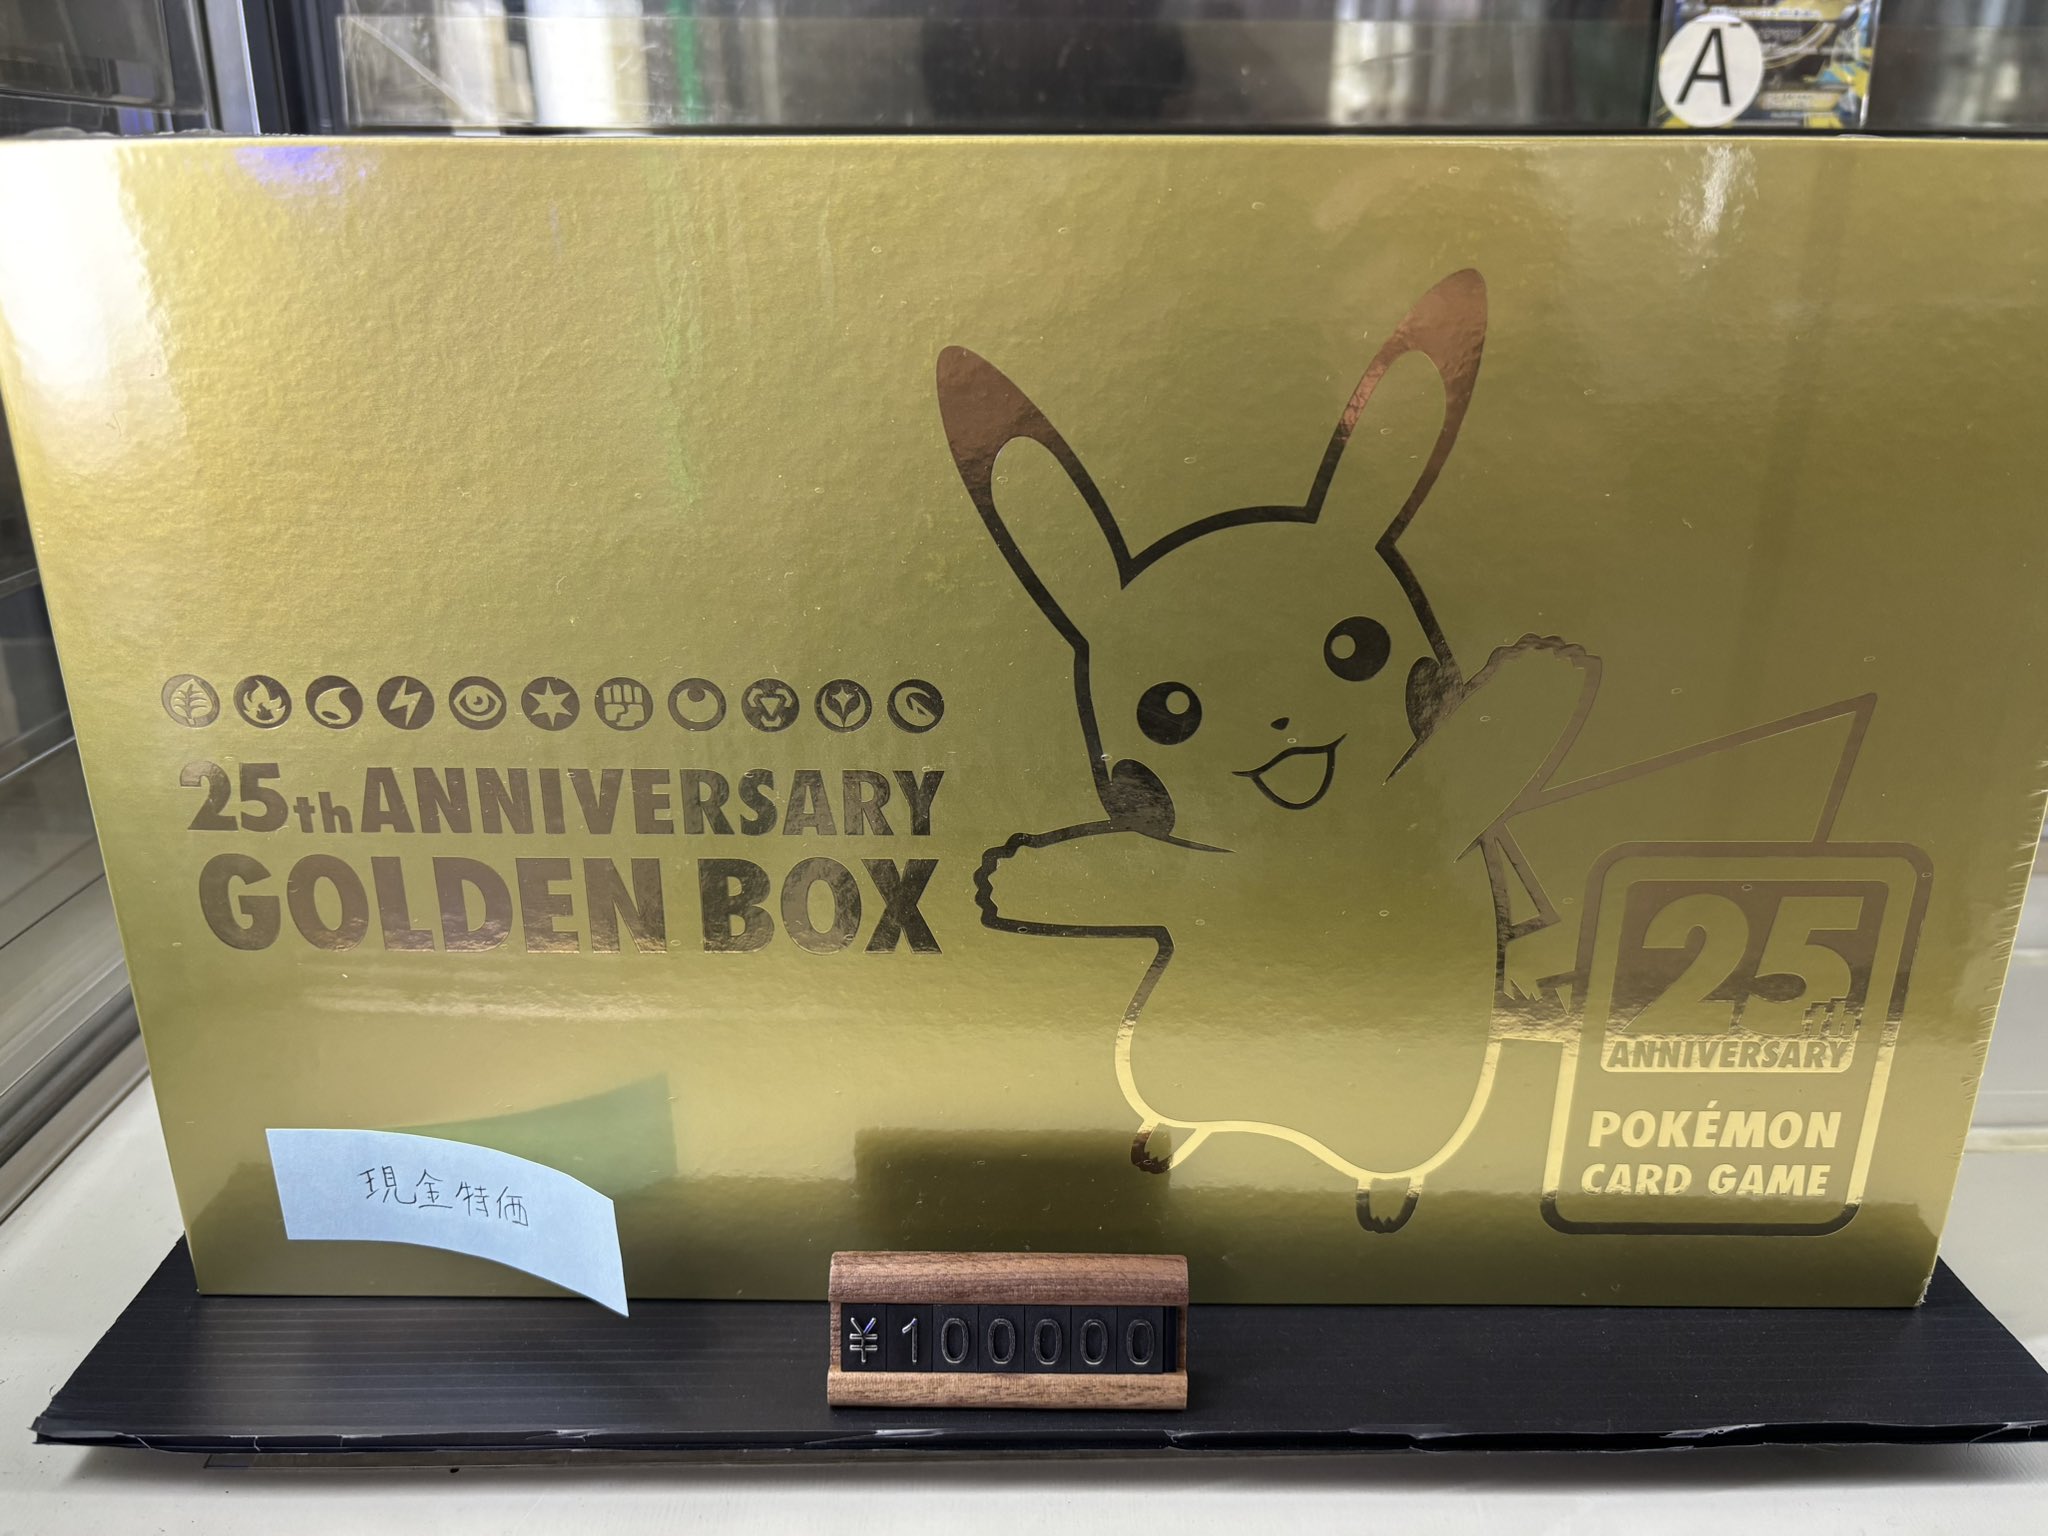 A
25th ANNIVERSARY
GOLDEN BOX
25th
ANNIVERSARY
POKÉMON
CARD GAME
現金特価
¥100000